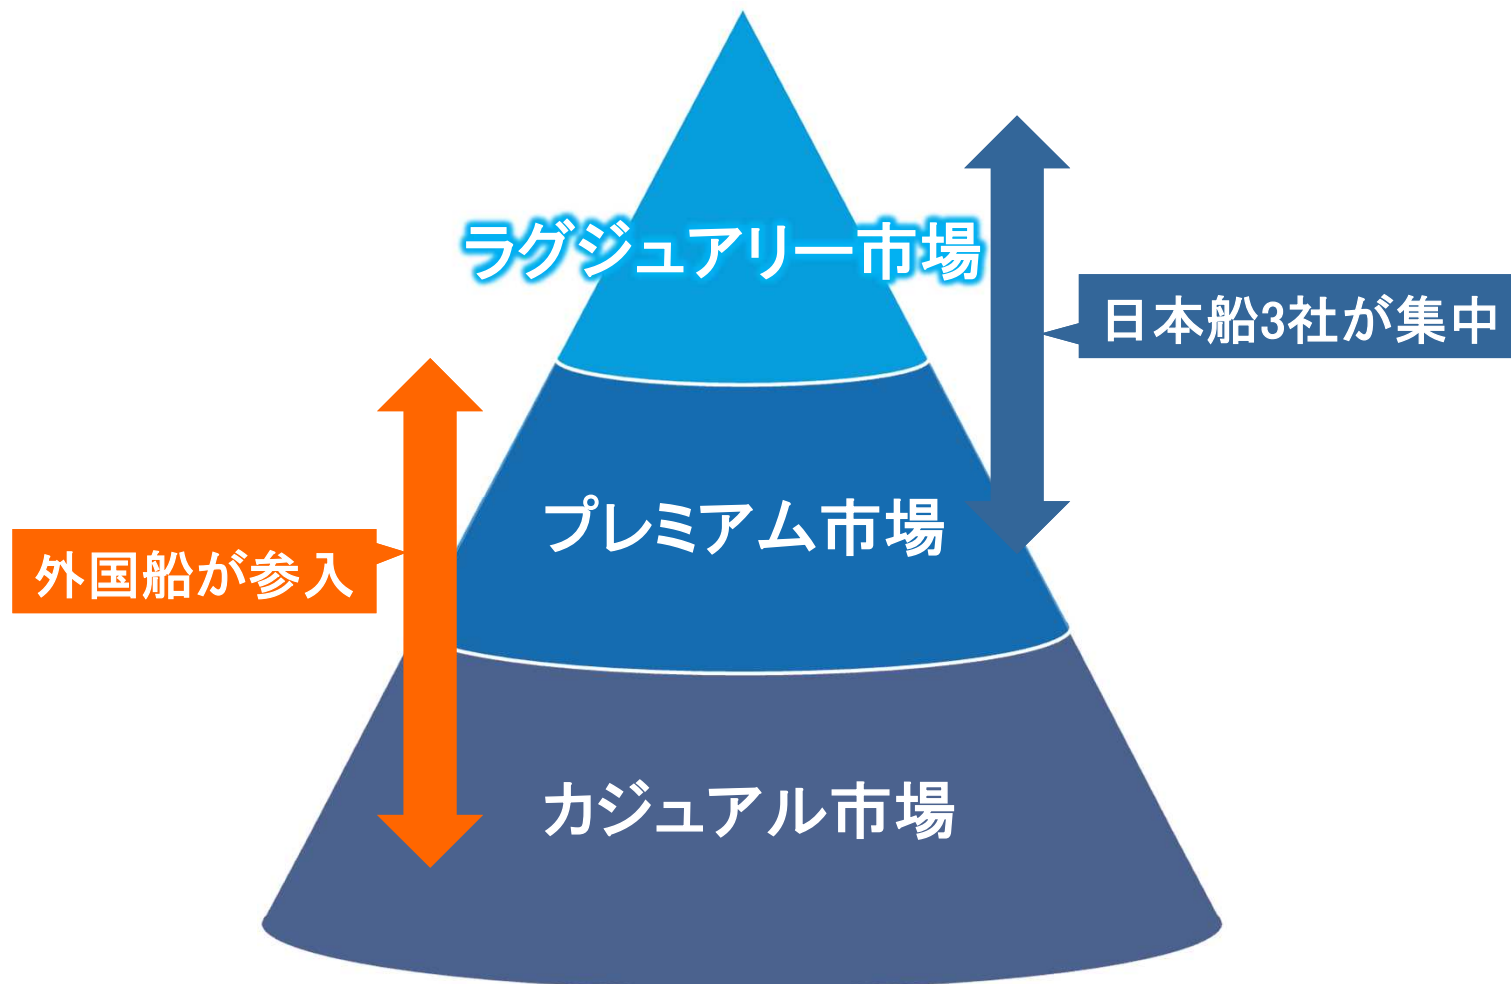 ラグジュアリー市場
日本船3社が集中
プレミアム市場
外国船が参入
カジュアル市場